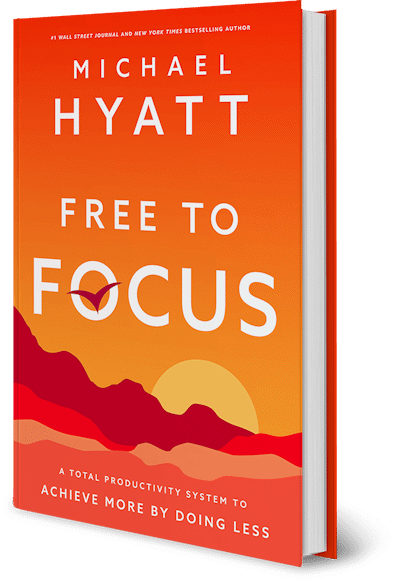 #1 WALL STREET JOURNAL AND NEW YORK TIMES BESTSELLING AUTHOR
MICHAEL
HYATT
FREE TO
FOCUS
A TOTAL PRODUCTIVITY SYSTEM TO
ACHIEVE MORE BY DOING LESS